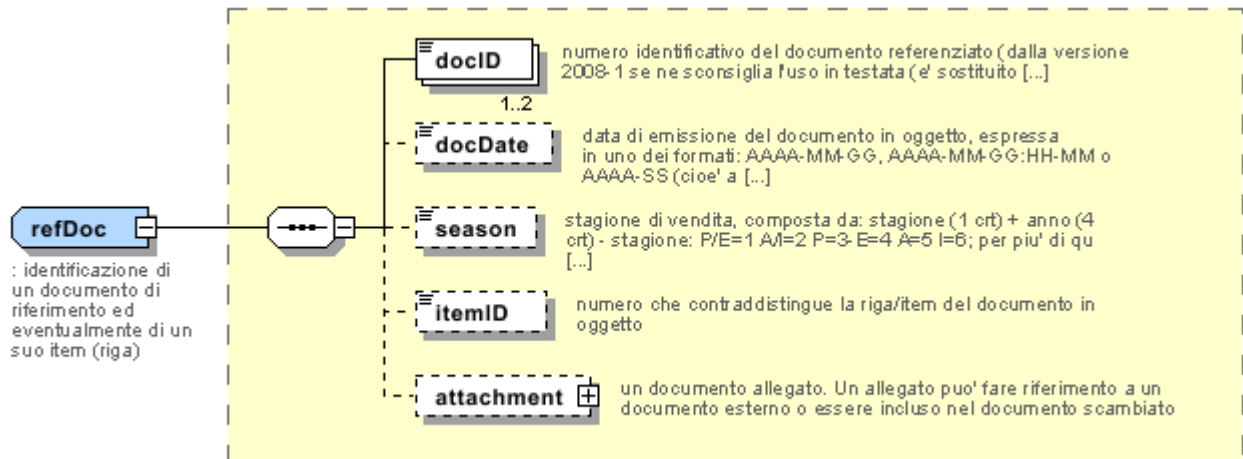 docID
numero identificativo del documento referenziato (dalla versione
2008-1 se ne sconsiglia l'uso in testata (e' sostituito [...]
1..2
docDate
data di emissione del documento in oggetto, espressa
in uno dei formati: AAAA-MM-GG, AAAA-MM-GG:HH-MM o
AAAA-SS (cioe' a [...]
refDoc
: identificazione di
un documento di
riferimento ed
eventualmente di un
suo item (riga)
season
stagione di vendita, composta da: stagione (1 crt) + anno (4
crt) - stagione: P/E=1 A/I=2 P=3-E=4 A=5 I=6; per piu' di qu
[...]
itemID
numero che contraddistingue la riga/item del documento in
oggetto
attachment
un documento allegato. Un allegato puo' fare riferimento a un
documento esterno o essere incluso nel documento scambiato